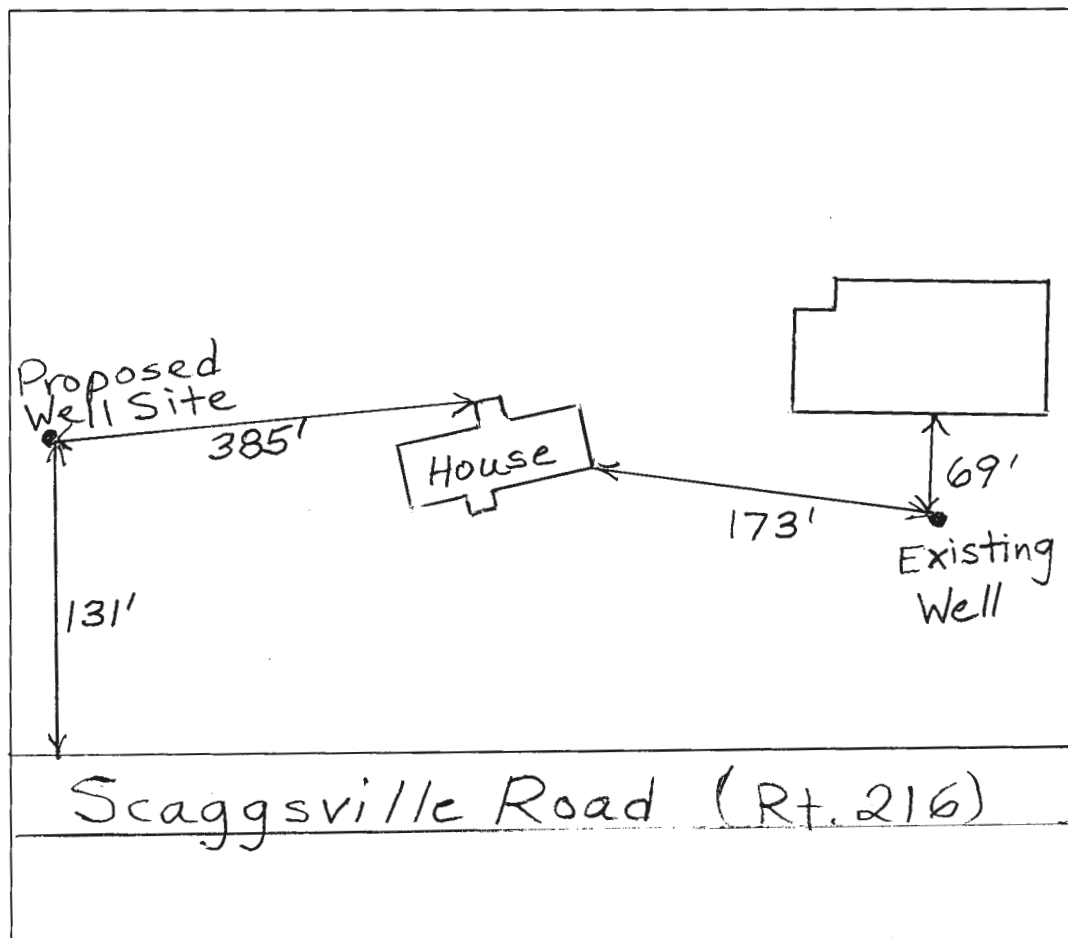 Proposed
Well Site
385'
House
69'
173'
Existing
Well
131'
Scaggsville Road (Rt. 216)